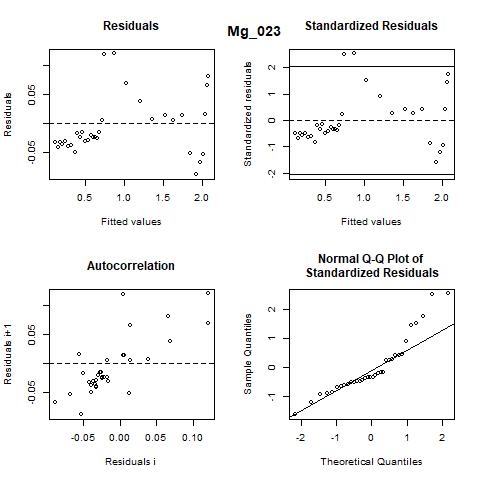 Mg_023
Residuals
Residuals
0.05
-0.05
0.5
1.0
1.5
2.0
Fitted values
Standardized Residuals
Standardized residuals
2
1
0
-1
-2
0.5
1.0
1.5
2.0
Fitted values
Autocorrelation
Residuals i+1
0.05
-0.05
-0.05
0.00
0.05
0.10
Residuals i
Normal Q-Q Plot of
Standardized Residuals
Sample Quantiles
2
1
0
-1
-2
-1
0
1
2
Theoretical Quantiles